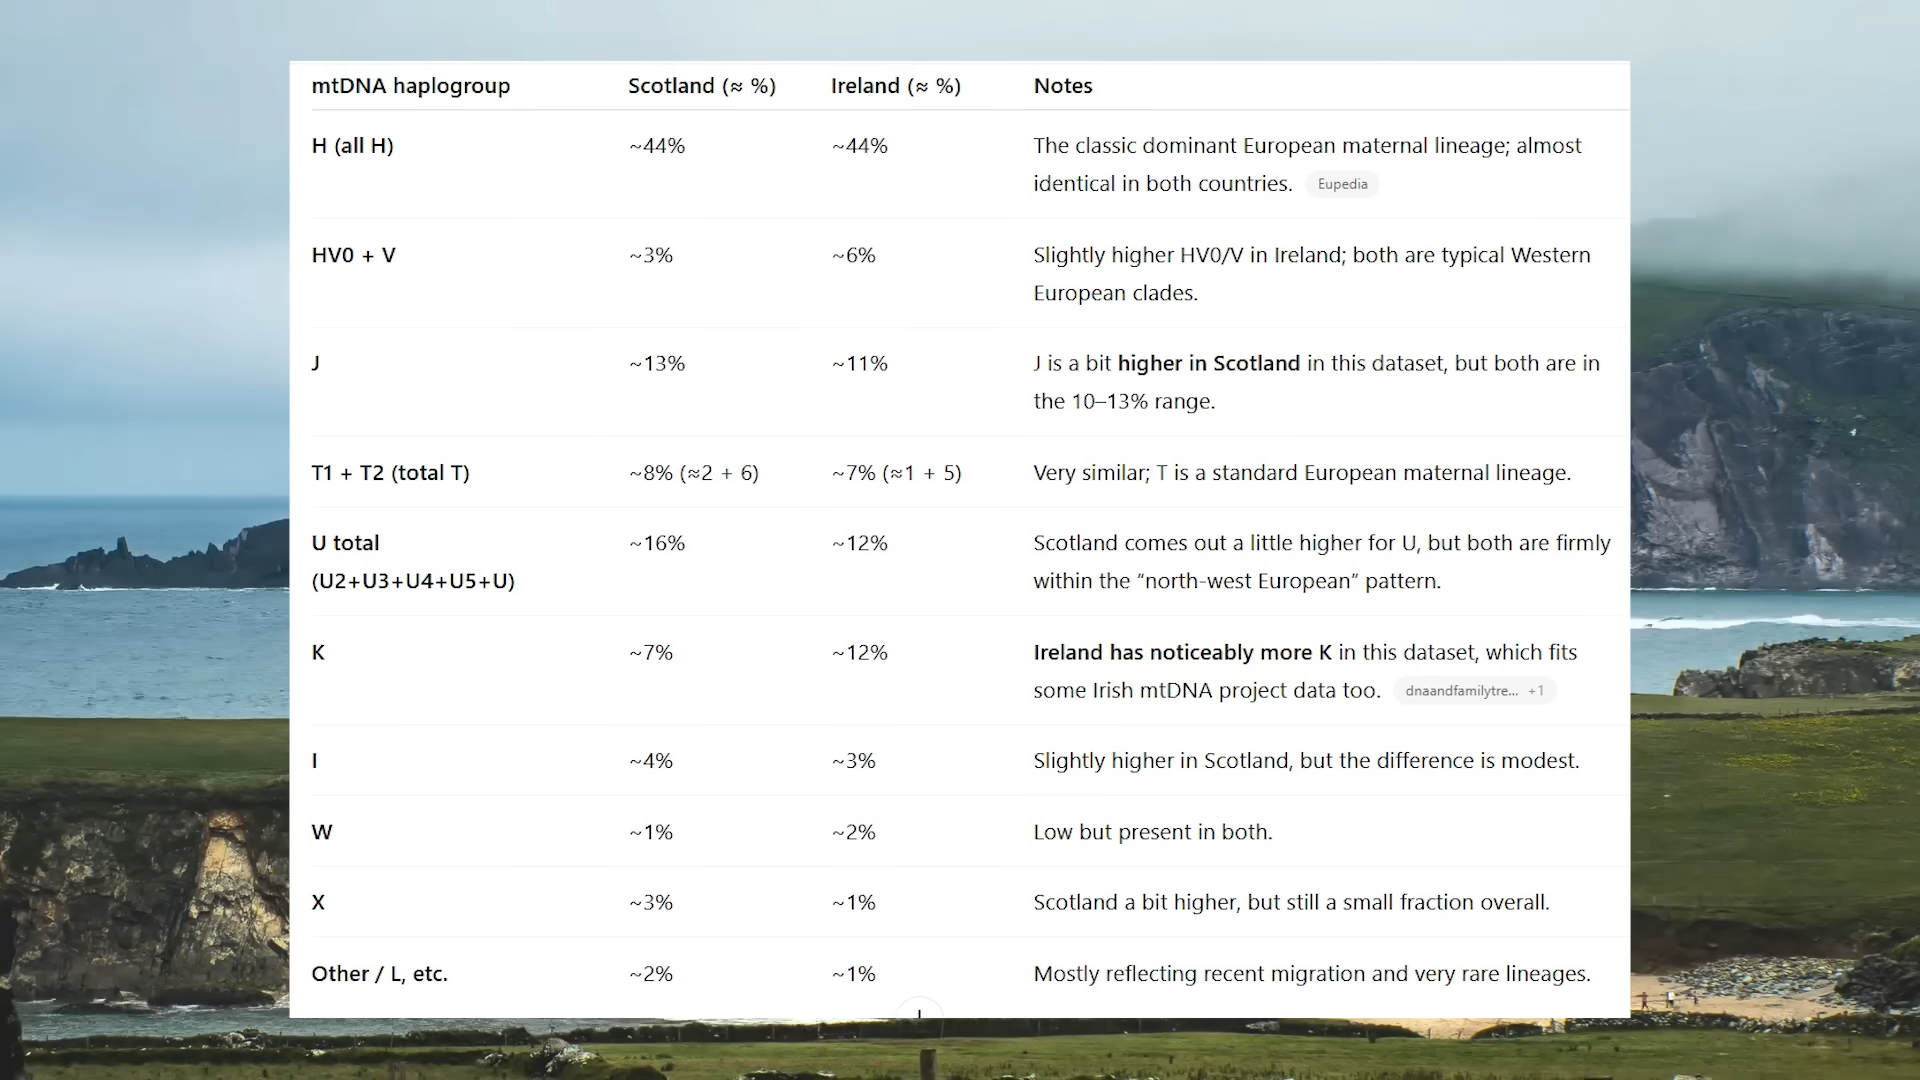 mtDNA haplogroup Scotland (≈ %) Ireland (≈ %) Notes
H (all H) ~44% ~44% The classic dominant European maternal lineage; almost
identical in both countries. Eupedia
HV0 + V ~3% ~6% Slightly higher HV0/V in Ireland; both are typical Western
European clades.
J ~13% ~11% J is a bit higher in Scotland in this dataset, but both are in
the 10–13% range.
T1 + T2 (total T) ~8% (≈2 + 6) ~7% (≈1 + 5) Very similar; T is a standard European maternal lineage.
U total ~16% ~12% Scotland comes out a little higher for U, but both are firmly
(U2+U3+U4+U5+U) within the “north-west European” pattern.
K ~7% ~12% Ireland has noticeably more K in this dataset, which fits
some Irish mtDNA project data too. dnaandfamilytre... +1
I ~4% ~3% Slightly higher in Scotland, but the difference is modest.
W ~1% ~2% Low but present in both.
X ~3% ~1% Scotland a bit higher, but still a small fraction overall.
Other / L, etc. ~2% ~1% Mostly reflecting recent migration and very rare lineages.